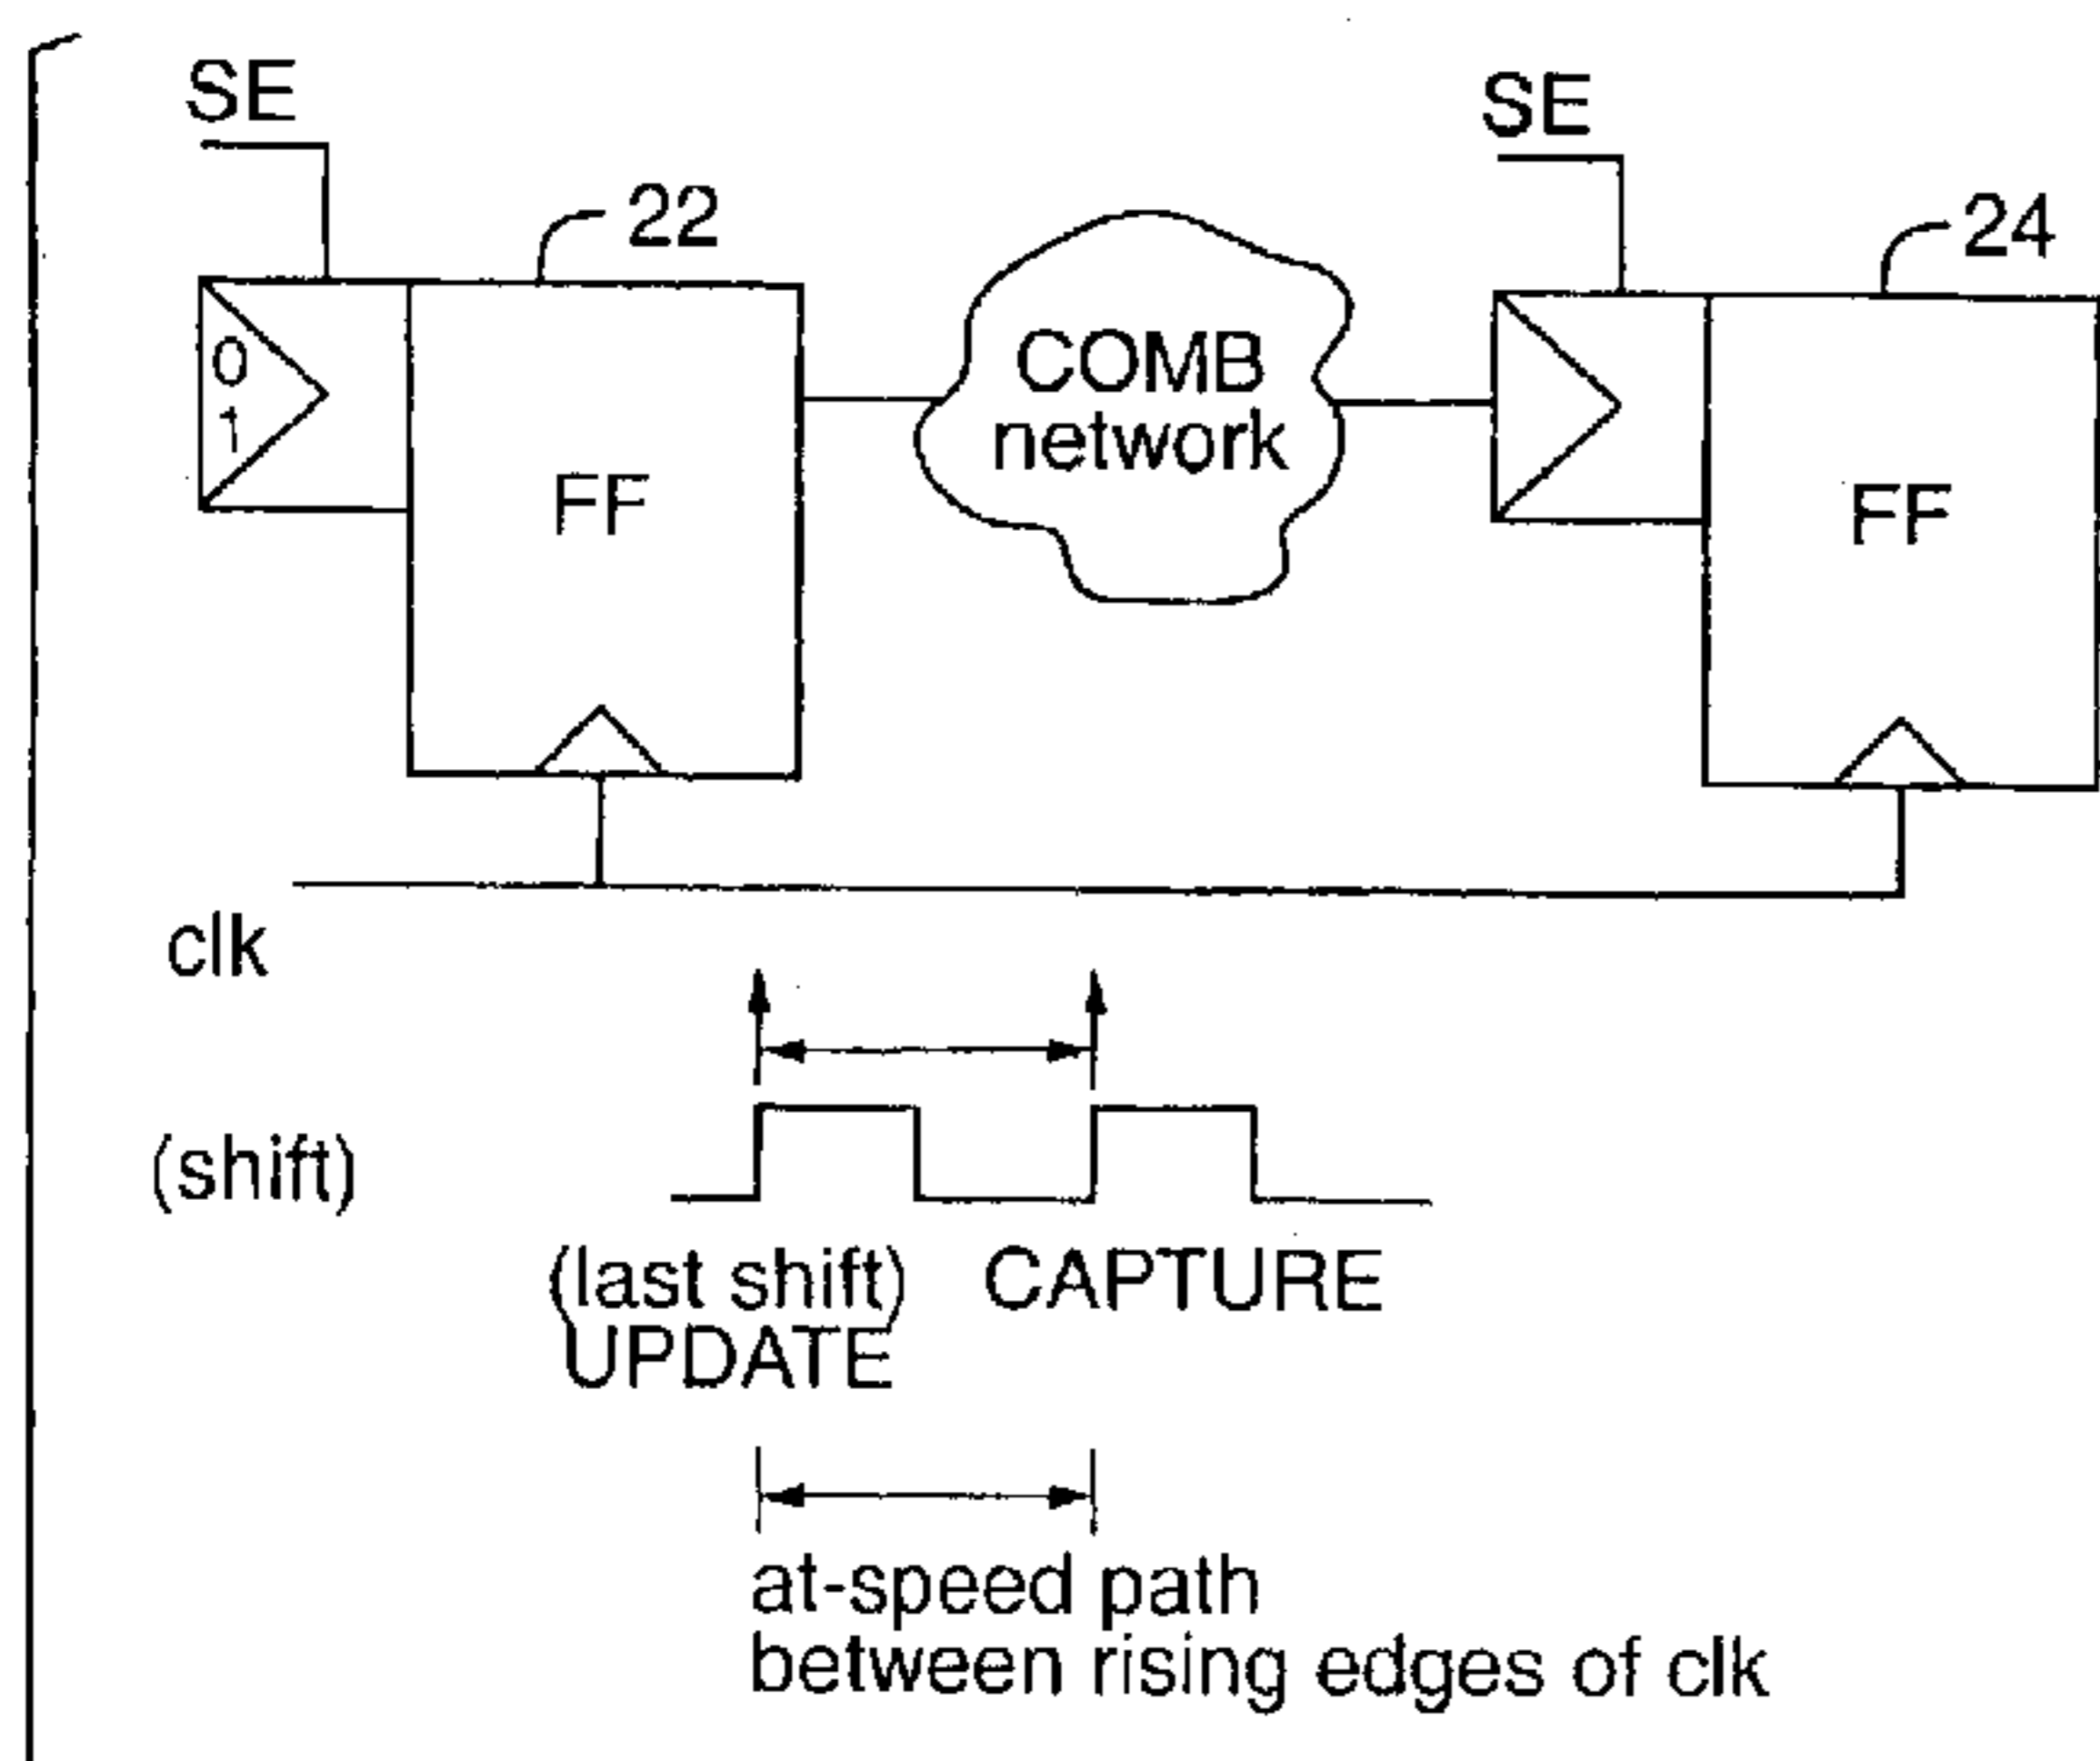 SE
SE
22
24
0
1
COMB
network
FF
FF
clk
(shift)
(last shift) CAPTURE
UPDATE
at-speed path
between rising edges of clk